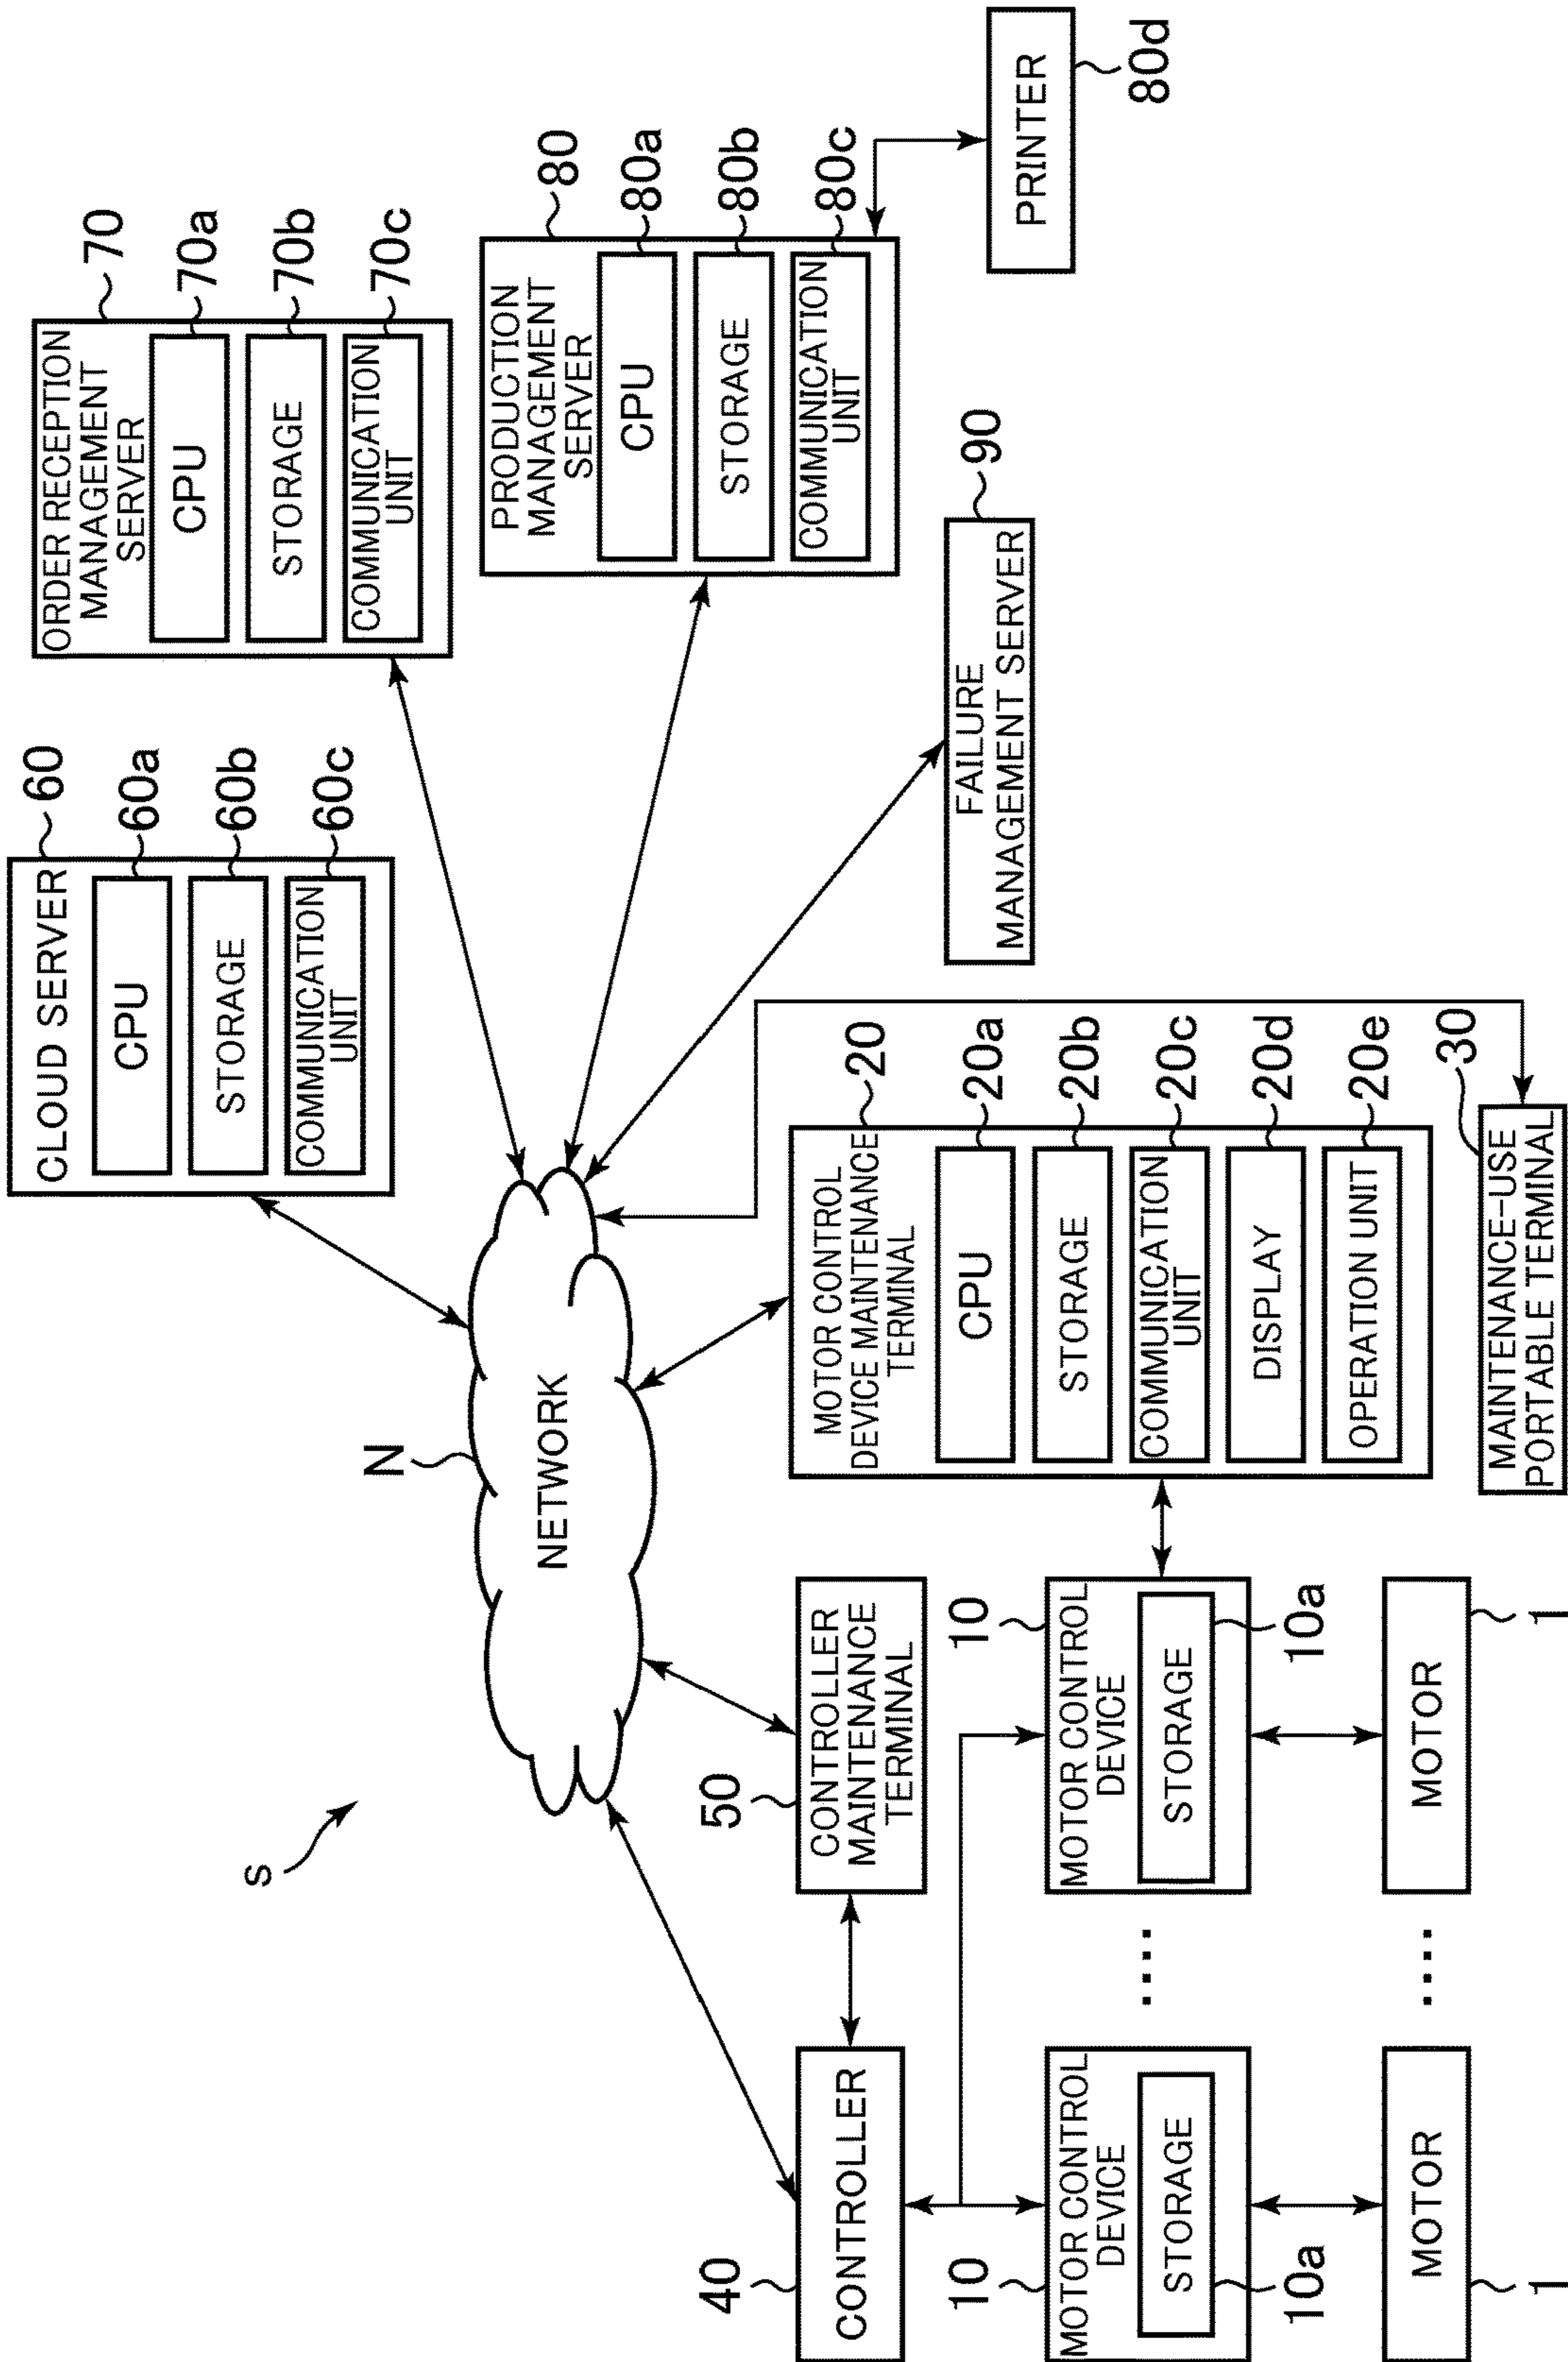 S
N
NETWORK
CLOUD SERVER
60
CPU
60a
STORAGE
60b
COMMUNICATION
UNIT
60c
ORDER RECEPTION
MANAGEMENT
SERVER
70
CPU
70a
STORAGE
70b
COMMUNICATION
UNIT
70c
PRODUCTION
MANAGEMENT
SERVER
80
CPU
80a
STORAGE
80b
COMMUNICATION
UNIT
80c
PRINTER
80d
FAILURE
MANAGEMENT SERVER
90
40
CONTROLLER
50
CONTROLLER
MAINTENANCE
TERMINAL
MOTOR CONTROL
DEVICE MAINTENANCE
TERMINAL
20
CPU
20a
STORAGE
20b
COMMUNICATION
UNIT
20c
DISPLAY
20d
OPERATION UNIT
20e
30
MAINTENANCE-USE
PORTABLE TERMINAL
10
MOTOR CONTROL
DEVICE
STORAGE
10a
10
MOTOR CONTROL
DEVICE
STORAGE
10a
MOTOR
1
MOTOR
1